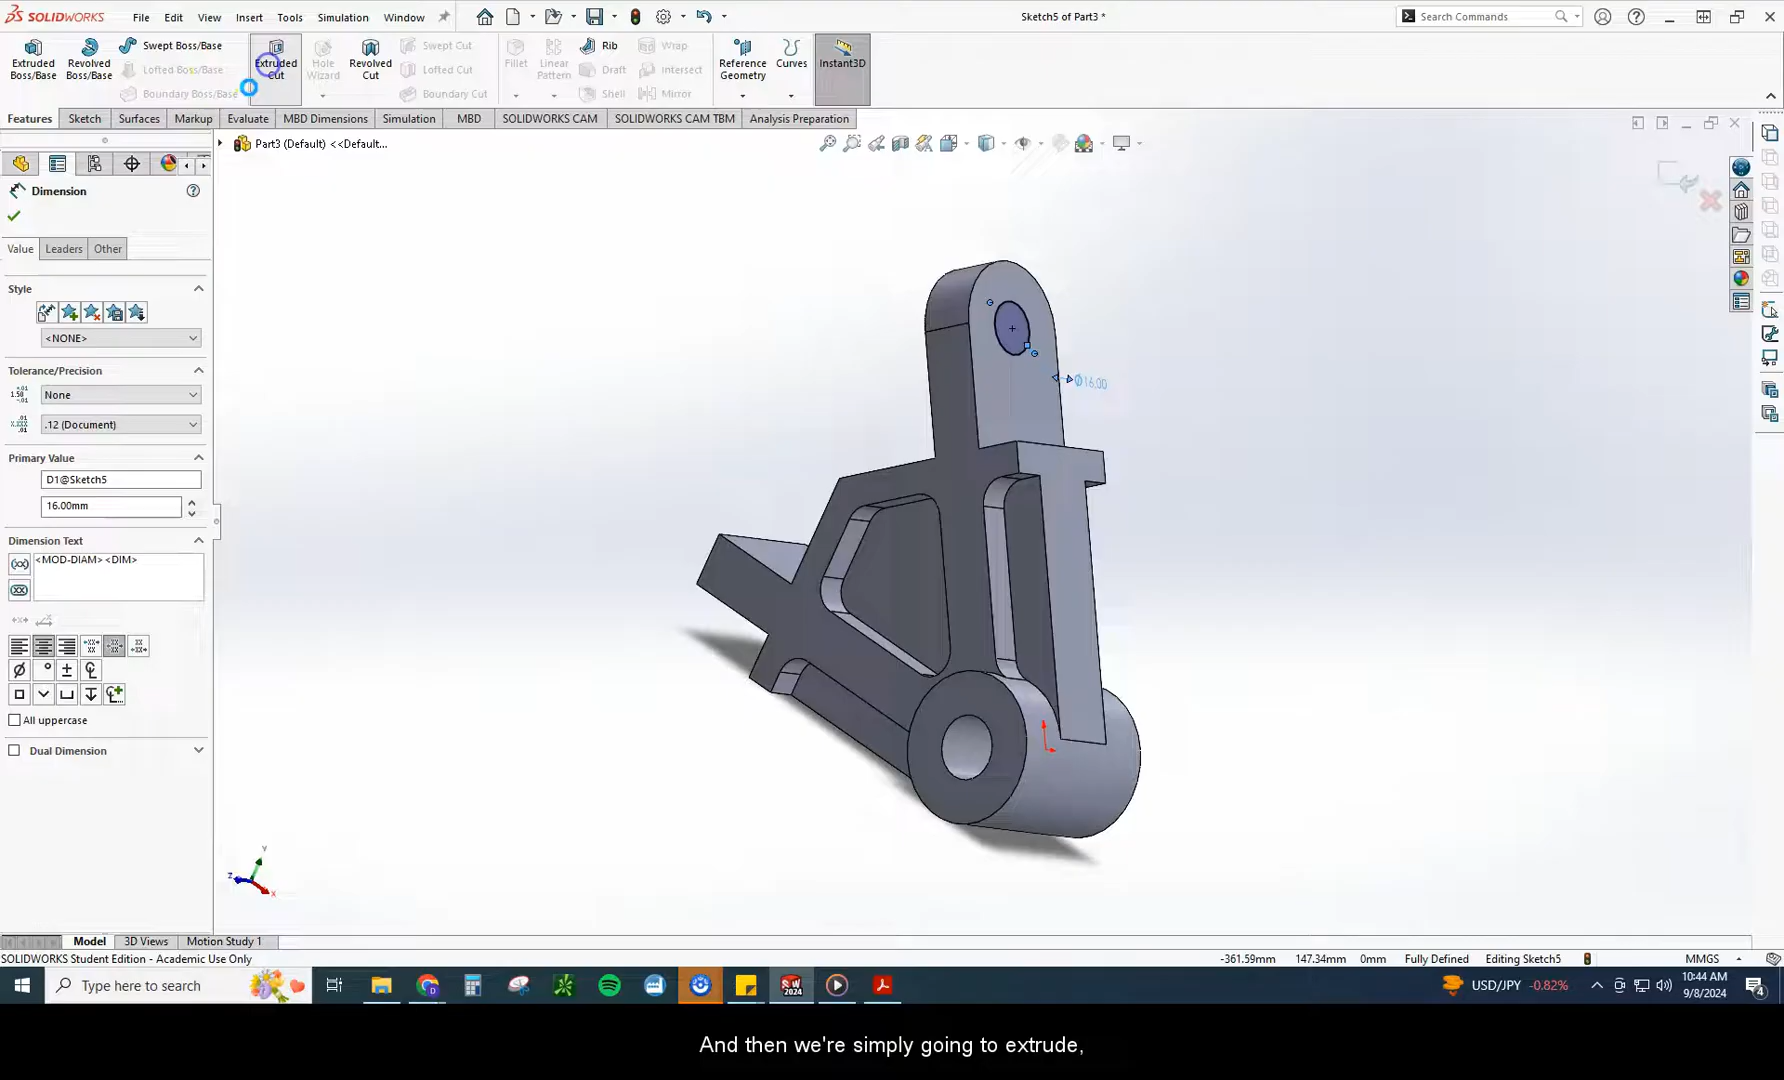 SOLIDWORKS File Edit View Insert Tools Simulation Window Sketch5 of Part3 * Search Commands
Extruded Boss/Base Revolved Boss/Base Swept Boss/Base Lofted Boss/Base Boundary Boss/Base Extruded Cut Hole Wizard Revolved Cut Swept Cut Lofted Cut Boundary Cut Fillet Linear Pattern Rib Draft Shell Wrap Intersect Mirror Reference Geometry Curves Instant3D
Features Sketch Surfaces Markup Evaluate MBD Dimensions Simulation MBD SOLIDWORKS CAM SOLIDWORKS CAM TBM Analysis Preparation
Part3 (Default) <<Default...
Dimension
Value Leaders Other
Style
<NONE>
Tolerance/Precision
None
.12 (Document)
Primary Value
D1@Sketch5
16.00mm
Dimension Text
<MOD-DIAM><DIM>
All uppercase
Dual Dimension
Ø16.00
y
z
x
Model 3D Views Motion Study 1
SOLIDWORKS Student Edition - Academic Use Only -361.59mm 147.34mm 0mm Fully Defined Editing Sketch5 MMGS
Type here to search SW 2024 USD/JPY -0.82% 10:44 AM
9/8/2024 4
And then we're simply going to extrude,